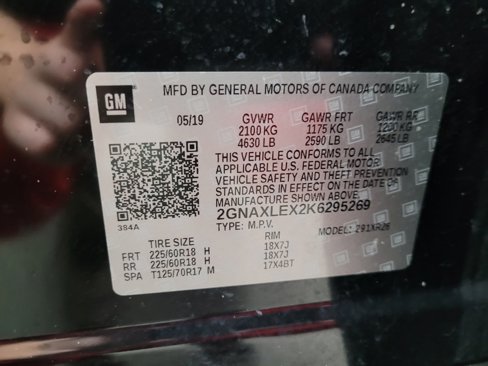 GM
MFD BY GENERAL MOTORS OF CANADA COMPANY
05/19 GVWR GAWR FRT GAWR RR
2100 KG 1175 KG 1200 KG
4630 LB 2590 LB 2645 LB
THIS VEHICLE CONFORMS TO ALL
APPLICABLE U.S. FEDERAL MOTOR
VEHICLE SAFETY AND THEFT PREVENTION
STANDARDS IN EFFECT ON THE DATE OF
MANUFACTURE SHOWN ABOVE.
2GNAXLEX2K6295269
384A TYPE: M.P.V. MODEL: 291XR26
TIRE SIZE RIM
FRT 225/60R18 H 18X7J
RR 225/60R18 H 18X7J
SPA T125/70R17 M 17X4BT